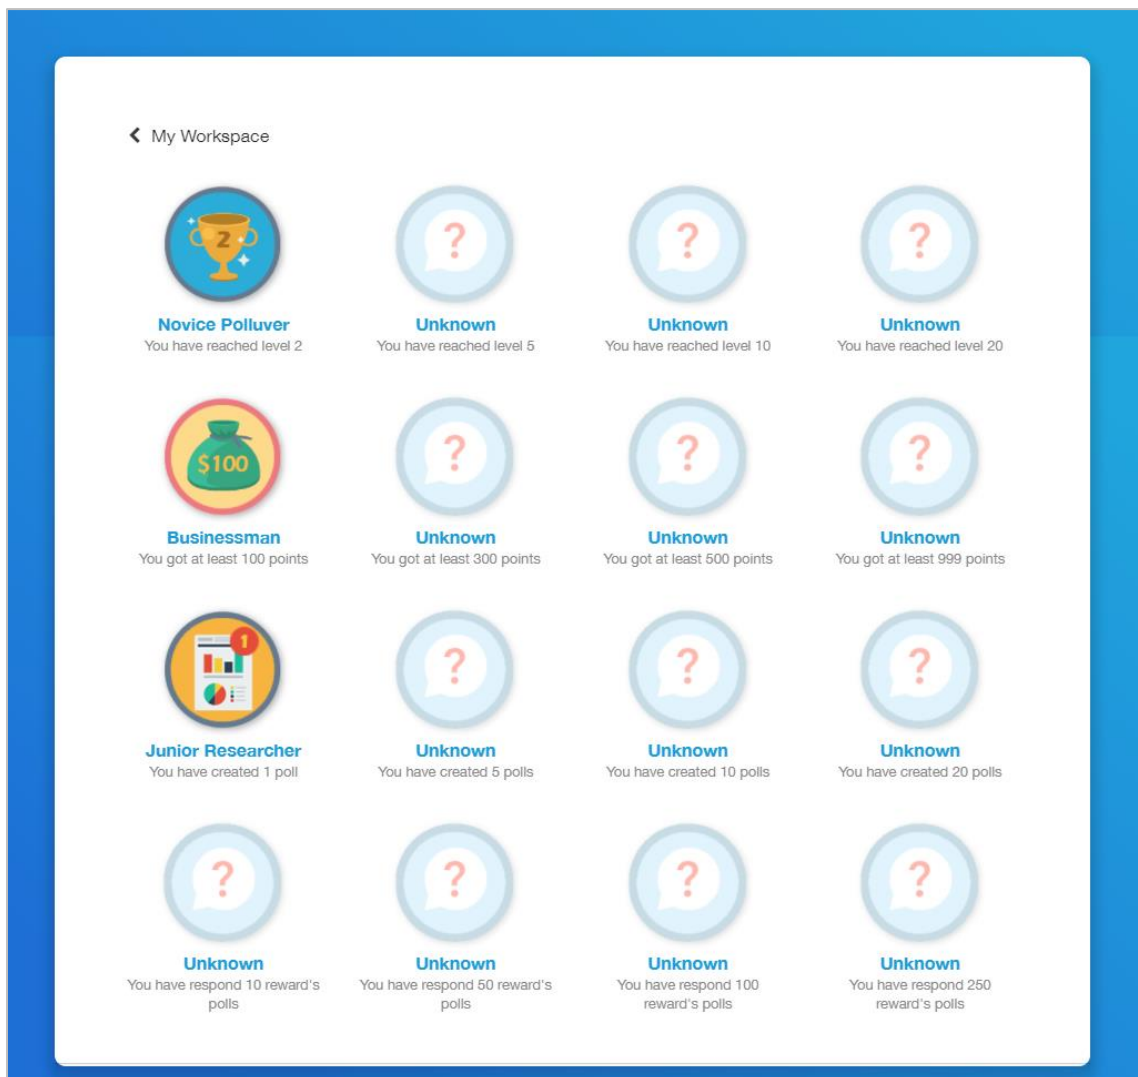 My Workspace
2
Novice Polluver
You have reached level 2
?
Unknown
You have reached level 5
?
Unknown
You have reached level 10
?
Unknown
You have reached level 20
$100
Businessman
You got at least 100 points
?
Unknown
You got at least 300 points
?
Unknown
You got at least 500 points
?
Unknown
You got at least 999 points
1
Junior Researcher
You have created 1 poll
?
Unknown
You have created 5 polls
?
Unknown
You have created 10 polls
?
Unknown
You have created 20 polls
?
Unknown
You have respond 10 reward's
polls
?
Unknown
You have respond 50 reward's
polls
?
Unknown
You have respond 100
reward's polls
?
Unknown
You have respond 250
reward's polls